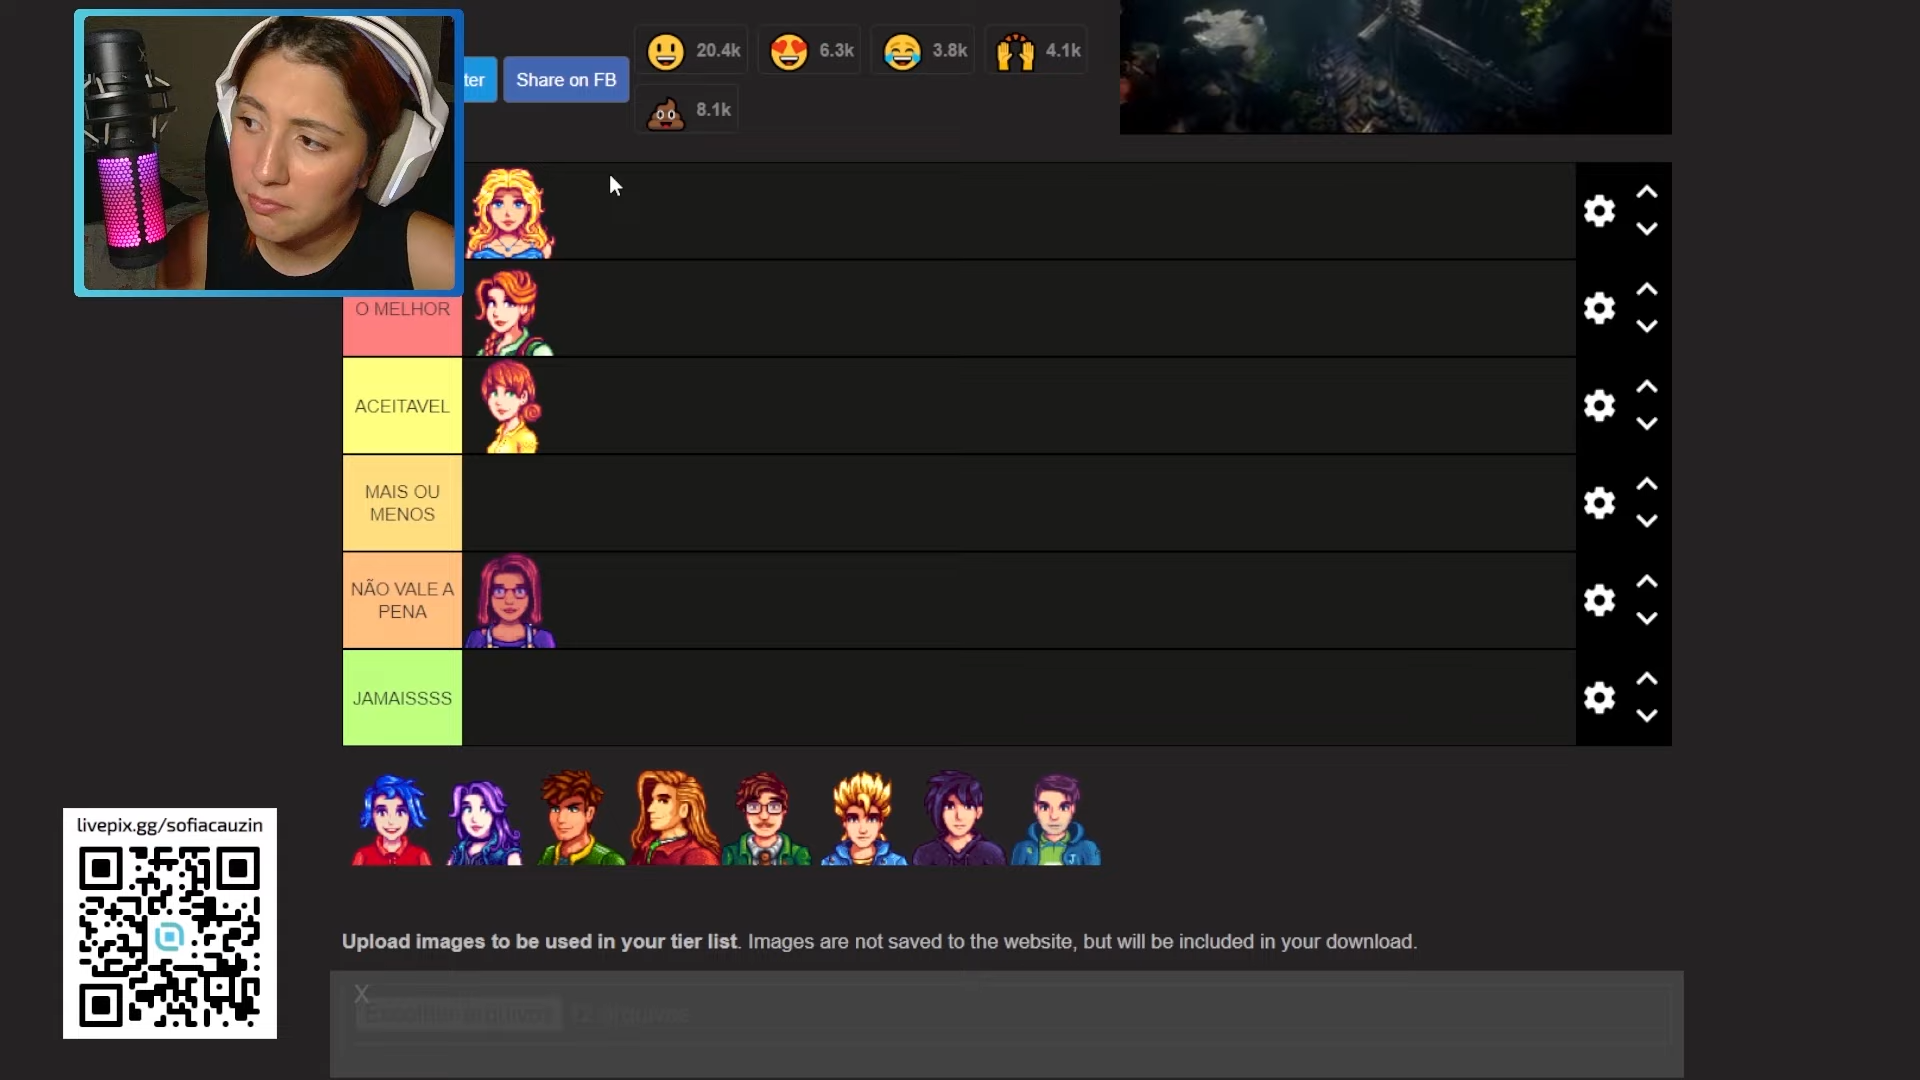 ter
Share on FB
20.4k
6.3k
3.8k
4.1k
8.1k
O MELHOR
ACEITAVEL
MAIS OU
MENOS
NÃO VALE A
PENA
JAMAISSSS
livepix.gg/sofiacauzin
Upload images to be used in your tier list. Images are not saved to the website, but will be included in your download.
X